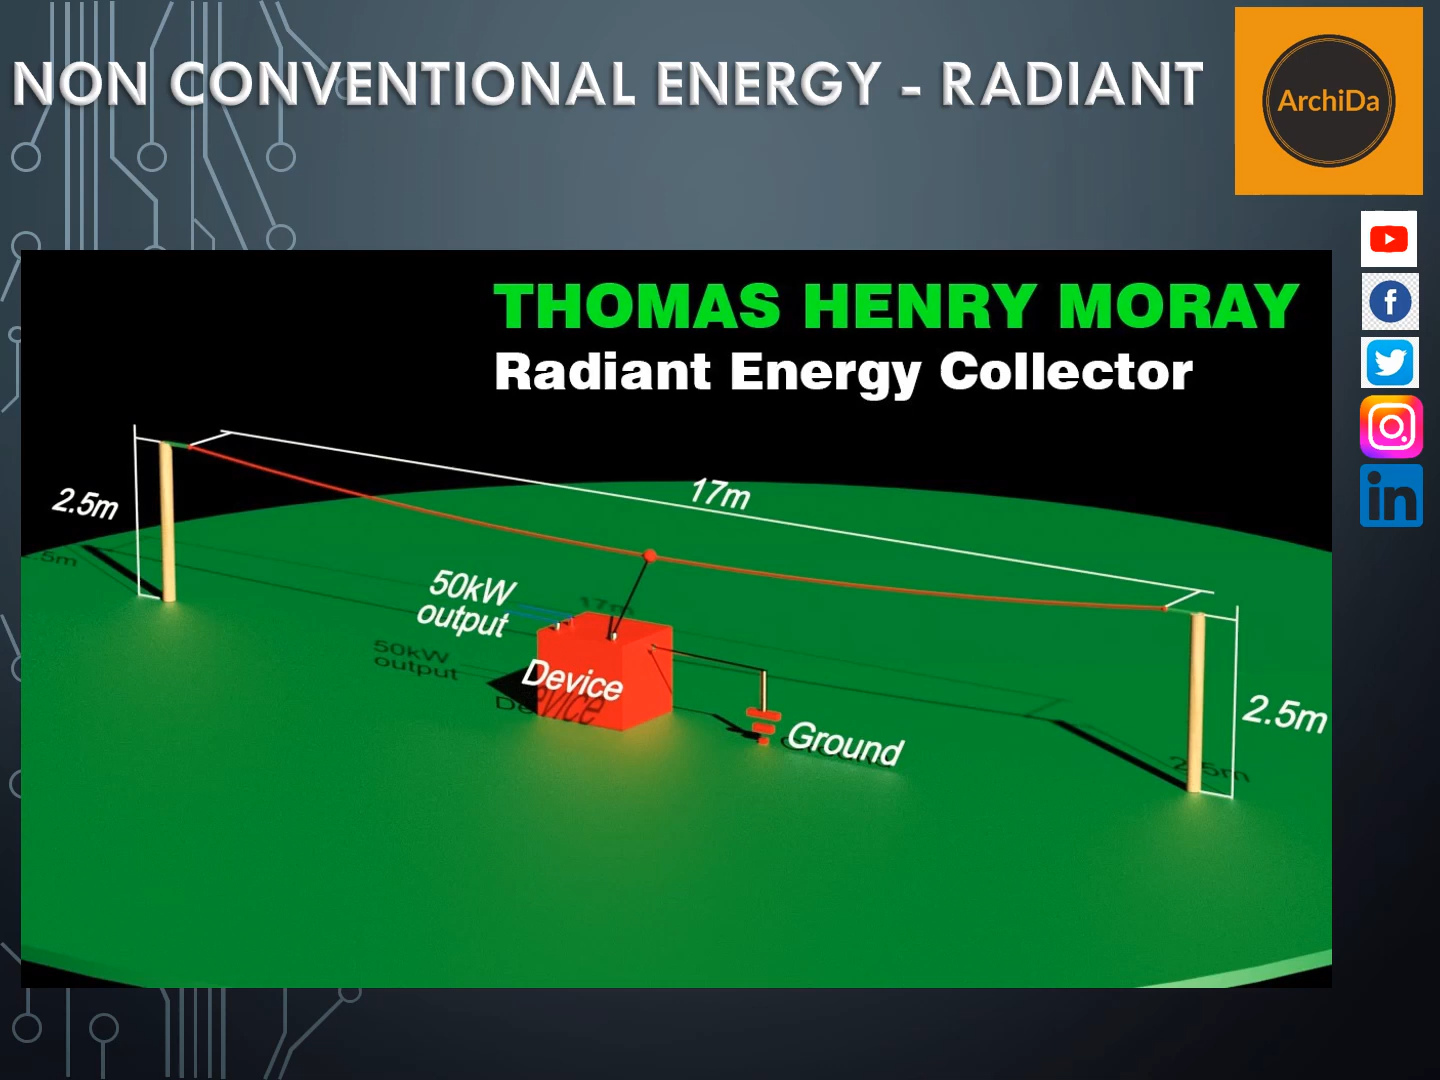 NON CONVENTIONAL ENERGY - RADIANT
ArchiDa
THOMAS HENRY MORAY
Radiant Energy Collector
2.5m
17m
50kW
output
Device
Ground
2.5m
in